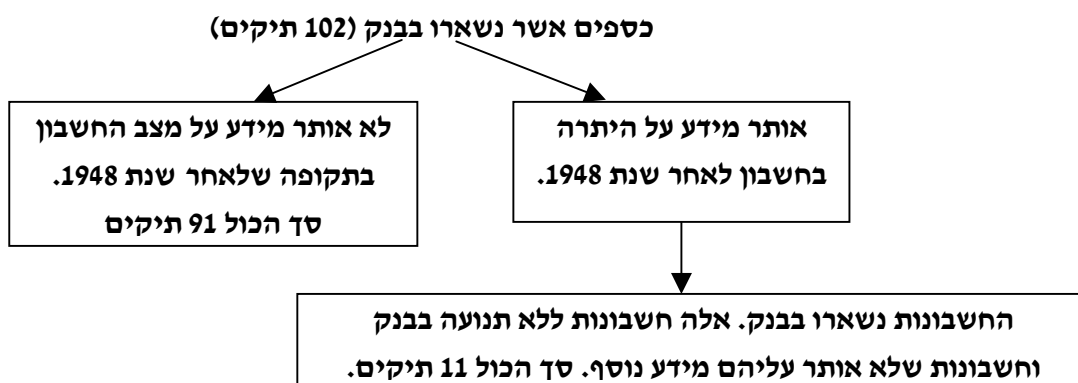 כספים אשר נשארו בבנק (102 תיקים)
אותר מידע על היתרה
בחשבון לאחר שנת 1948.
לא אותר מידע על מצב החשבון
בתקופה שלאחר שנת 1948.
סך הכול 91 תיקים
החשבונות נשארו בבנק. אלה חשבונות ללא תנועה בבנק
וחשבונות שלא אותר עליהם מידע נוסף. סך הכול 11 תיקים.